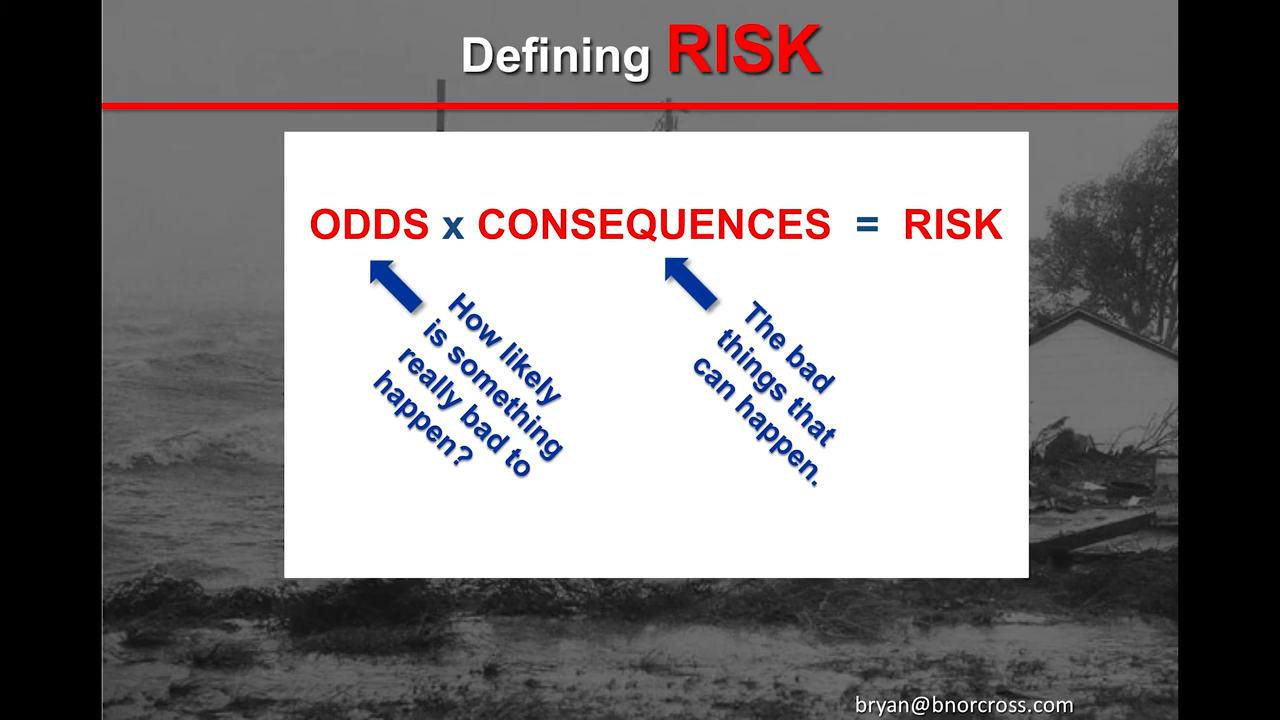 Defining RISK
ODDS x CONSEQUENCES = RISK
How likely
is something
really bad to
happen?
The bad
things that
can happen.
bryan@bnorcross.com